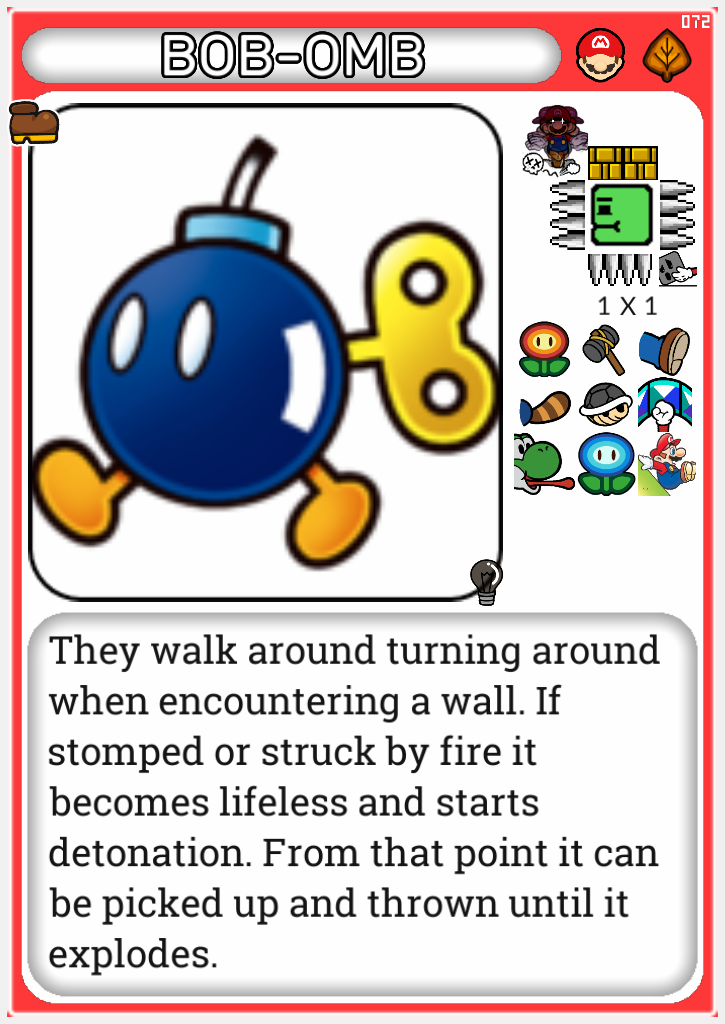 072
BOB-OMB
1 X 1
They walk around turning around
when encountering a wall. If
stomped or struck by fire it
becomes lifeless and starts
detonation. From that point it can
be picked up and thrown until it
explodes.